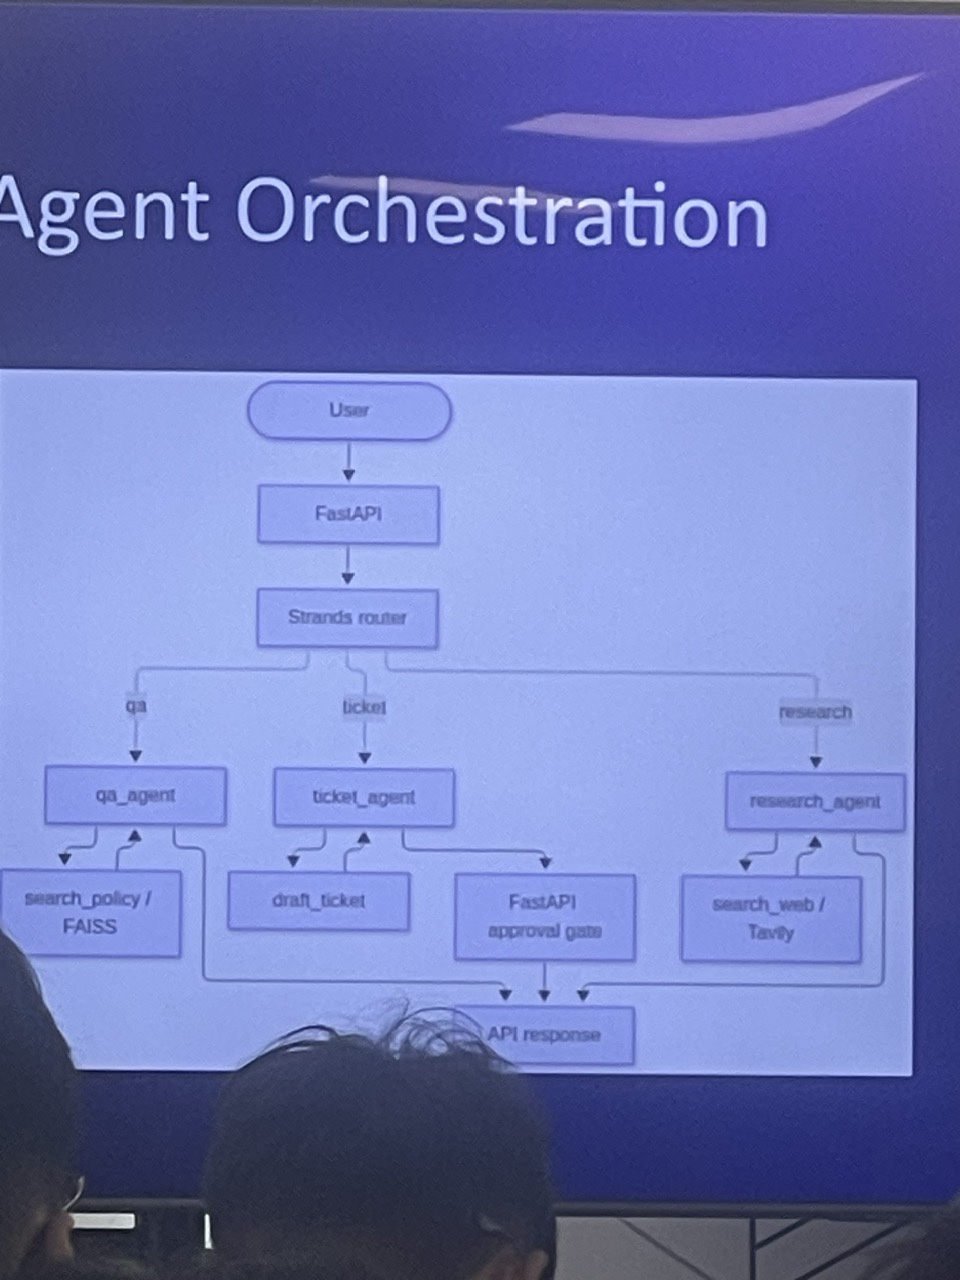 Agent Orchestration
User
FastAPI
Strands router
qa
ticket
research
qa_agent
ticket_agent
research_agent
search_policy /
FAISS
draft_ticket
FastAPI
approval gate
search_web /
Tavily
API response